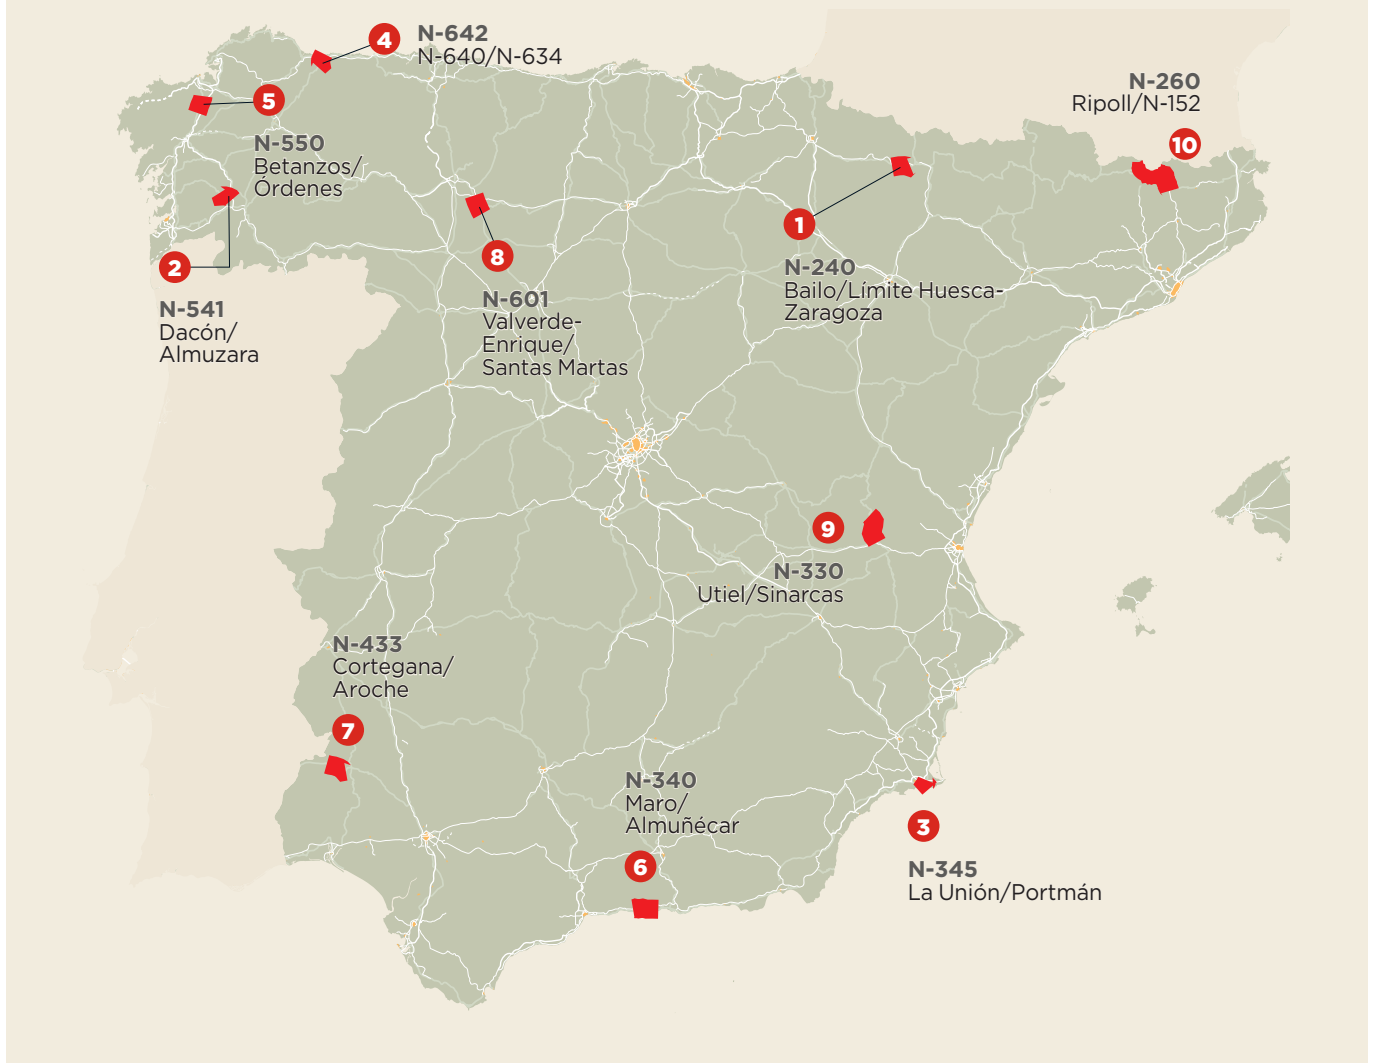 4
N-642
N-640/N-634
5
N-550
Betanzos/
Órdenes
N-260
Ripoll/N-152
10
1
N-240
Bailo/Límite Huesca-
Zaragoza
2
N-541
Dacón/
Almuzara
8
N-601
Valverde-
Enrique/
Santas Martas
9
N-330
Utiel/Sinarcas
N-433
Cortegana/
Aroche
7
N-340
Maro/
Almuñécar
6
3
N-345
La Unión/Portmán